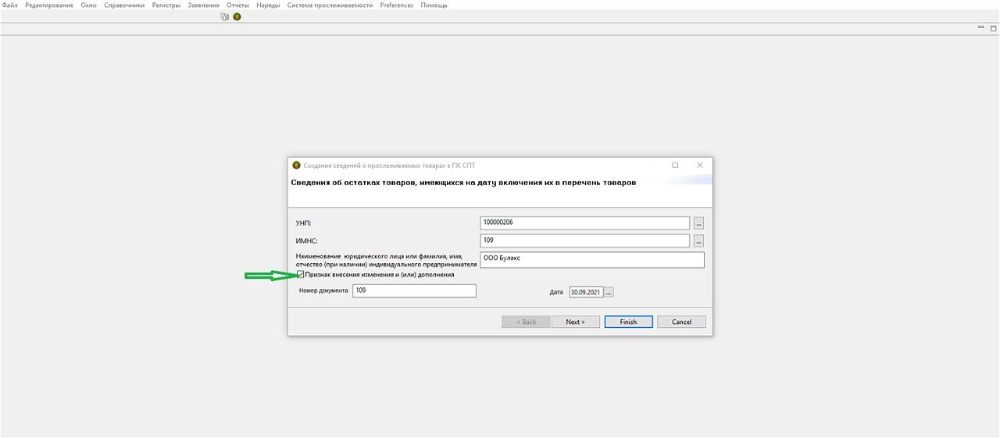 Файл Редактирование Окно Справочники Регистры Заявления Отчеты Наряды Система прослеживаемости Preferences Помощь
Создание сведений о прослеживаемых товарах в ПК СПТ
Сведения об остатках товаров, имеющихся на дату включения их в перечень товаров
УНП: 100000206 ...
ИМНС: 109 ...
Наименование юридического лица или фамилия, имя,
отчество (при наличии) индивидуального предпринимателя ООО Булакс
Признак внесения изменения и (или) дополнения
Номер документа 109 Дата 30.09.2021 ...
< Back Next > Finish Cancel